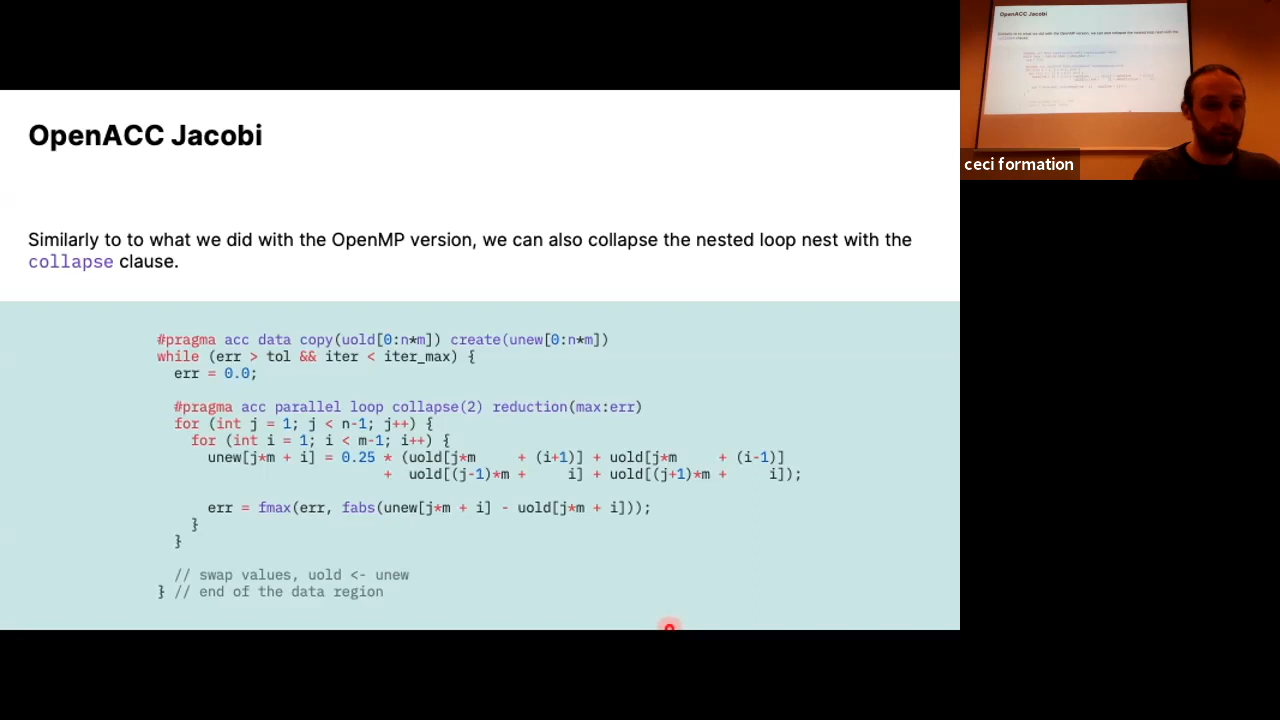 OpenACC Jacobi
Similarly to to what we did with the OpenMP version, we can also collapse the nested loop nest with the
collapse clause.
#pragma acc data copy(uold[0:n*m]) create(unew[0:n*m])
while (err > tol && iter < iter_max) {
err = 0.0;
#pragma acc parallel loop collapse(2) reduction(max:err)
for (int j = 1; j < n-1; j++) {
for (int i = 1; i < m-1; i++) {
unew[j*m + i] = 0.25 * (uold[j*m + (i+1)] + uold[j*m + (i-1)]
+ uold[(j-1)*m + i] + uold[(j+1)*m + i]);
err = fmax(err, fabs(unew[j*m + i] - uold[j*m + i]));
}
}
// swap values, uold <- unew
} // end of the data region
OpenACC Jacobi
ceci formation